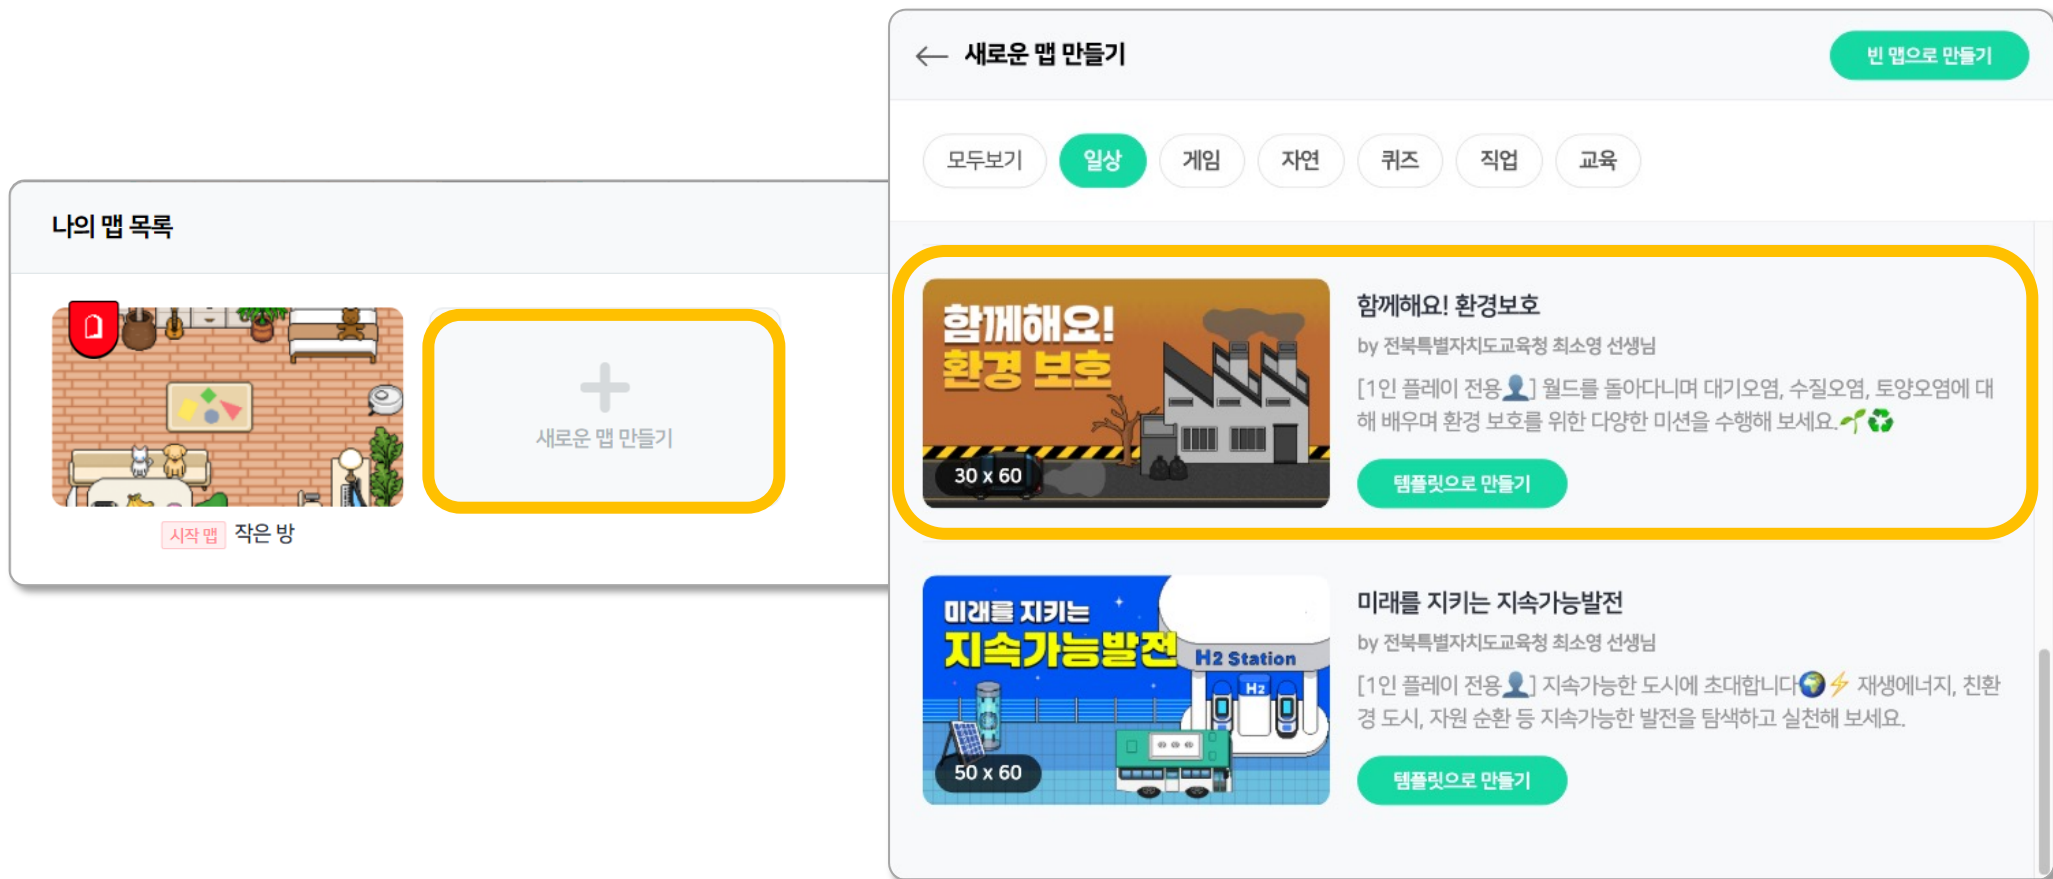 나의 맵 목록
새로운 맵 만들기
시작 맵 작은 방
새로운 맵 만들기
빈 맵으로 만들기
모두보기 일상 게임 자연 퀴즈 직업 교육
함께해요!
환경 보호
30 x 60
함께해요! 환경보호
by 전북특별자치도교육청 최소영 선생님
[1인 플레이 전용👤] 월드를 돌아다니며 대기오염, 수질오염, 토양오염에 대
해 배우며 환경 보호를 위한 다양한 미션을 수행해 보세요.🌱♻️
템플릿으로 만들기
미래를 지키는
지속가능발전
H2 Station
H2
50 x 60
미래를 지키는 지속가능발전
by 전북특별자치도교육청 최소영 선생님
[1인 플레이 전용👤] 지속가능한 도시에 초대합니다🌍⚡ 재생에너지, 친환
경 도시, 자원 순환 등 지속가능한 발전을 탐색하고 실천해 보세요.
템플릿으로 만들기